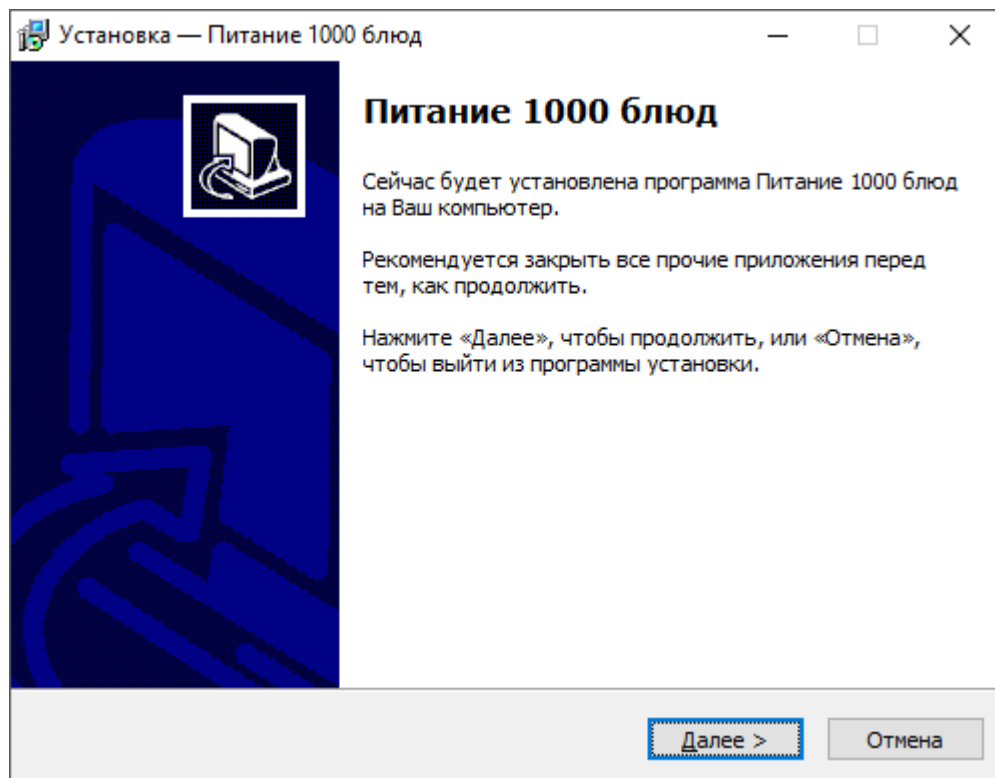 Установка — Питание 1000 блюд
Питание 1000 блюд
Сейчас будет установлена программа Питание 1000 блюд
на Ваш компьютер.
Рекомендуется закрыть все прочие приложения перед
тем, как продолжить.
Нажмите «Далее», чтобы продолжить, или «Отмена»,
чтобы выйти из программы установки.
Далее >
Отмена